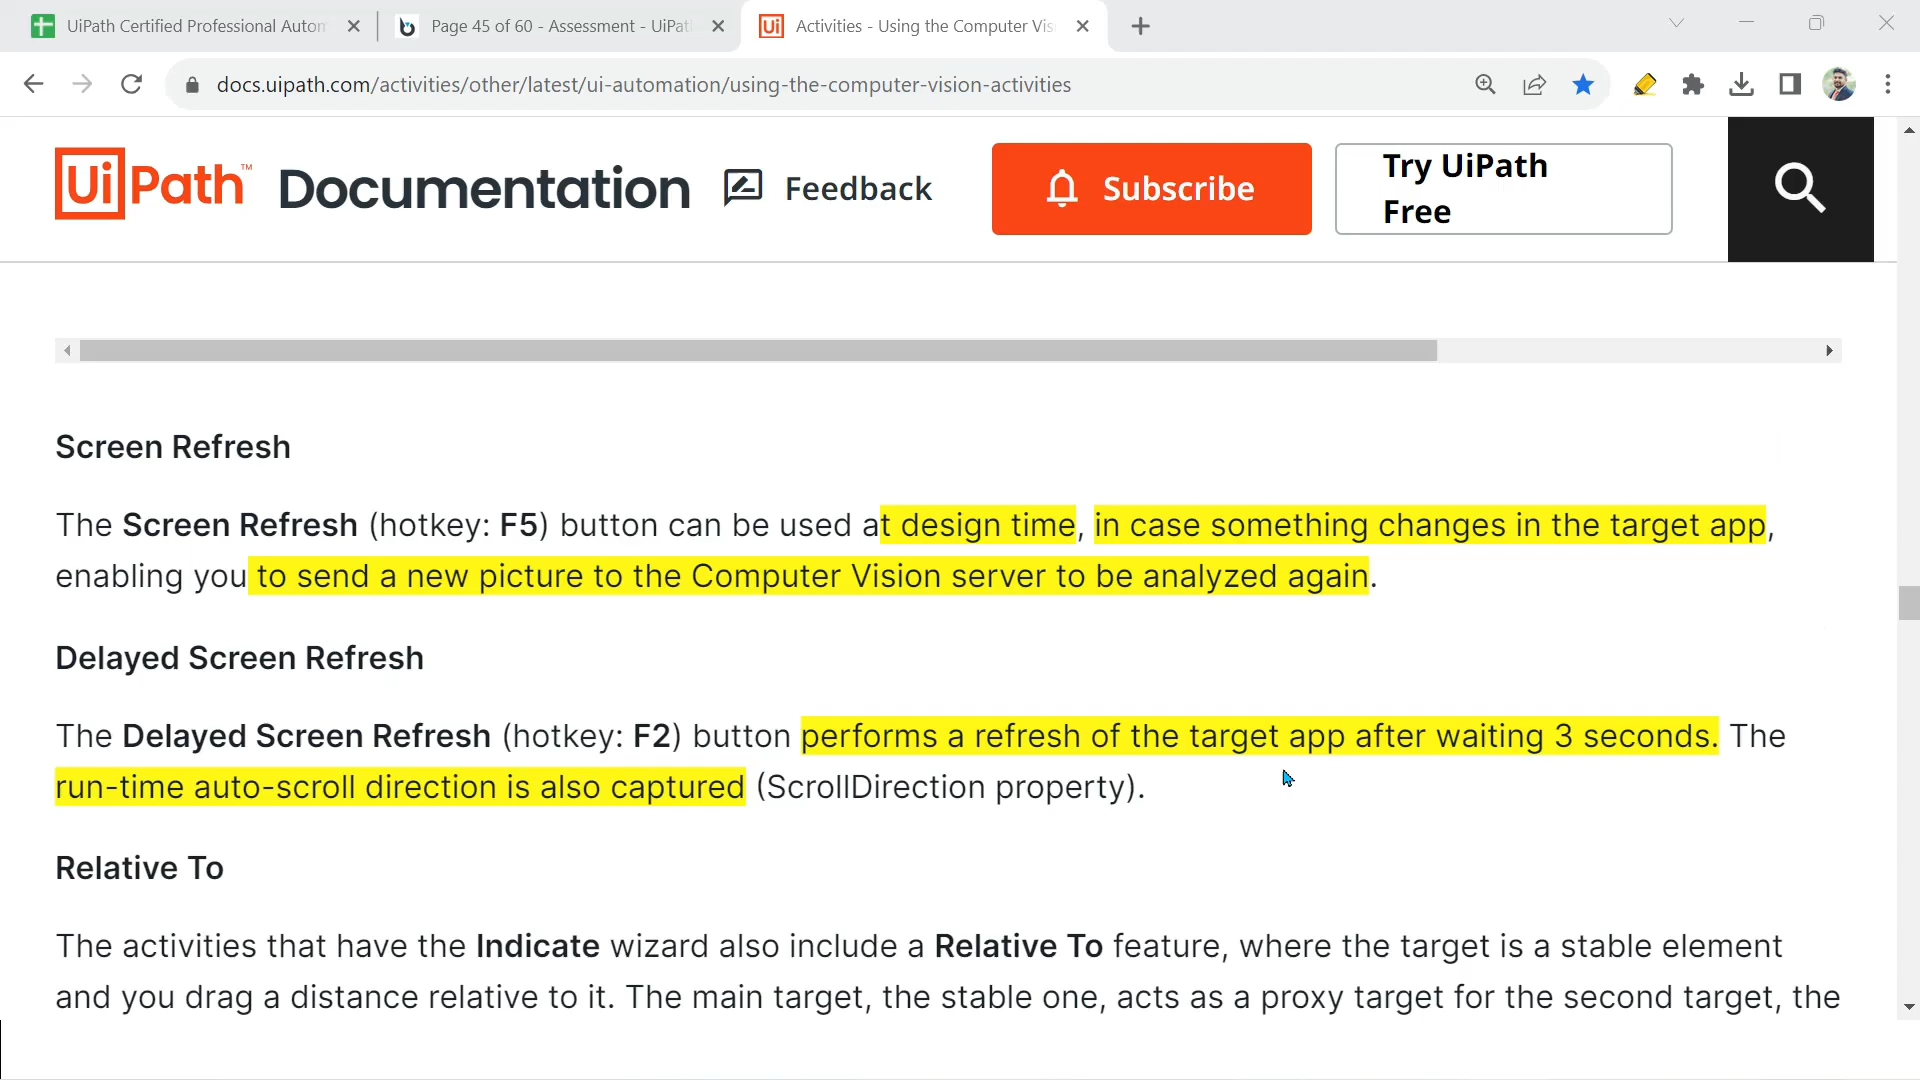 UiPath Certified Professional Autom
Page 45 of 60 - Assessment - UiPat
Activities - Using the Computer Vis
docs.uipath.com/activities/other/latest/ui-automation/using-the-computer-vision-activities
UiPath™ Documentation
Feedback
Subscribe
Try UiPath
Free
Screen Refresh
The Screen Refresh (hotkey: F5) button can be used at design time, in case something changes in the target app,
enabling you to send a new picture to the Computer Vision server to be analyzed again.
Delayed Screen Refresh
The Delayed Screen Refresh (hotkey: F2) button performs a refresh of the target app after waiting 3 seconds. The
run-time auto-scroll direction is also captured (ScrollDirection property).
Relative To
The activities that have the Indicate wizard also include a Relative To feature, where the target is a stable element
and you drag a distance relative to it. The main target, the stable one, acts as a proxy target for the second target, the